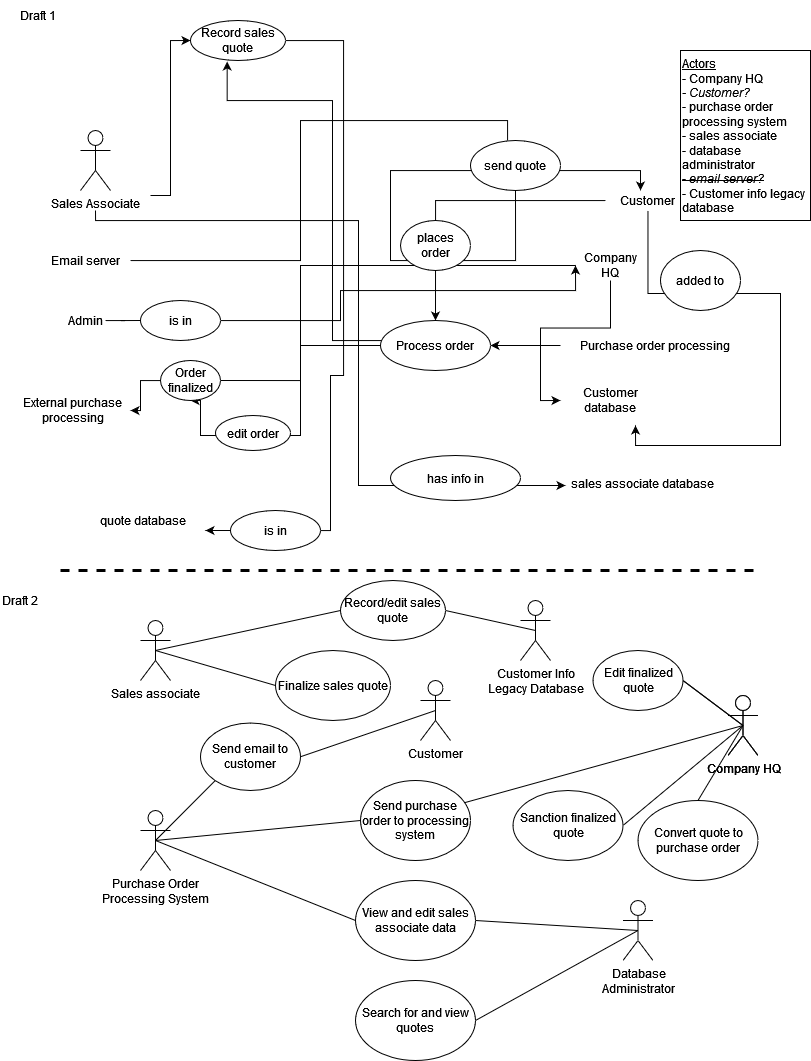 Draft 1
Record sales
quote
Actors
- Company HQ
- Customer?
- purchase order
processing system
- sales associate
- database
administrator
- email server?
- Customer info legacy
database
send quote
Sales Associate
Customer
places
order
Email server
Company
HQ
added to
Admin
is in
Process order
Purchase order processing
Order
finalized
External purchase
processing
Customer
database
edit order
has info in
sales associate database
quote database
is in
Draft 2
Record/edit sales
quote
Sales associate
Customer Info
Legacy Database
Finalize sales quote
Edit finalized
quote
Send email to
customer
Customer
Company HQ
Send purchase
order to processing
system
Sanction finalized
quote
Convert quote to
purchase order
Purchase Order
Processing System
View and edit sales
associate data
Database
Administrator
Search for and view
quotes